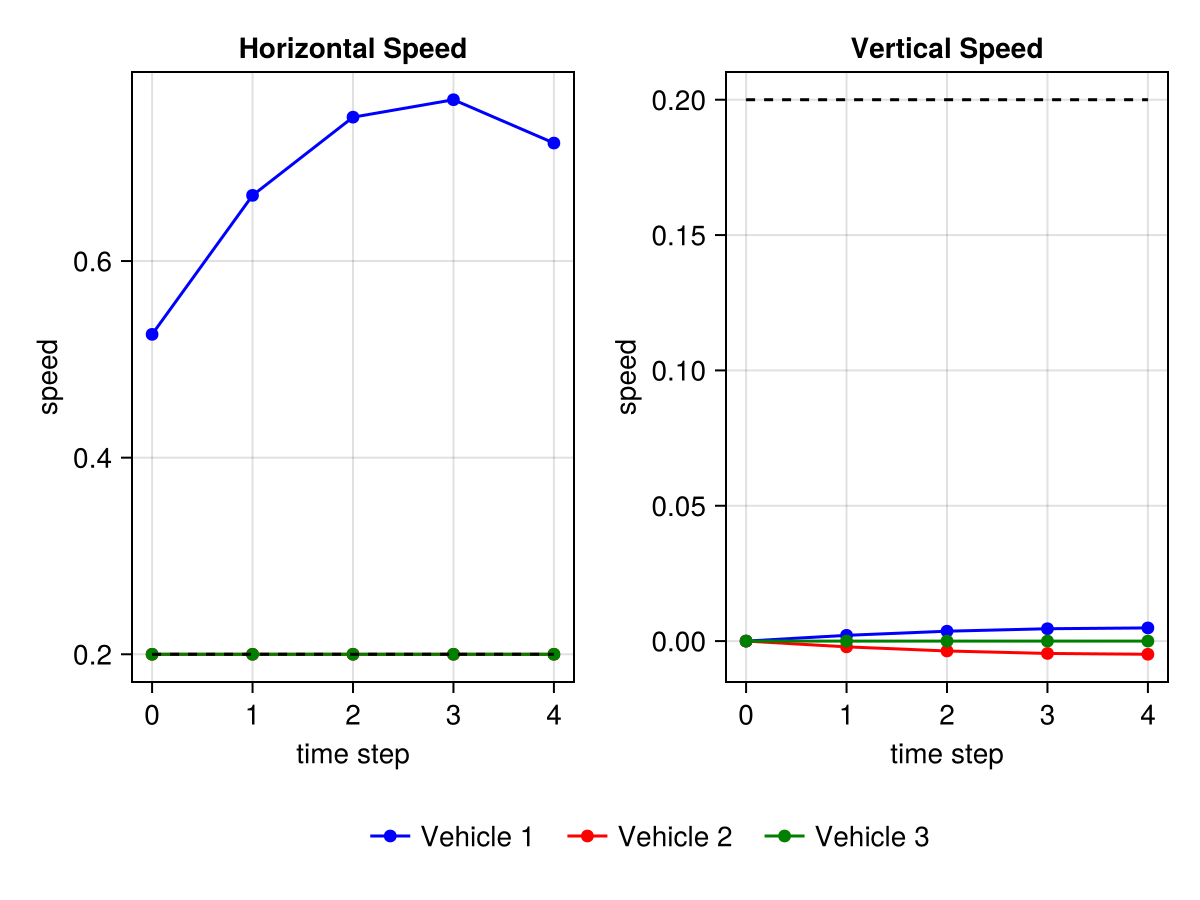 Horizontal Speed
speed
0.6
0.4
0.2
0 1 2 3 4
time step
Vertical Speed
speed
0.20
0.15
0.10
0.05
0.00
0 1 2 3 4
time step
Vehicle 1 Vehicle 2 Vehicle 3